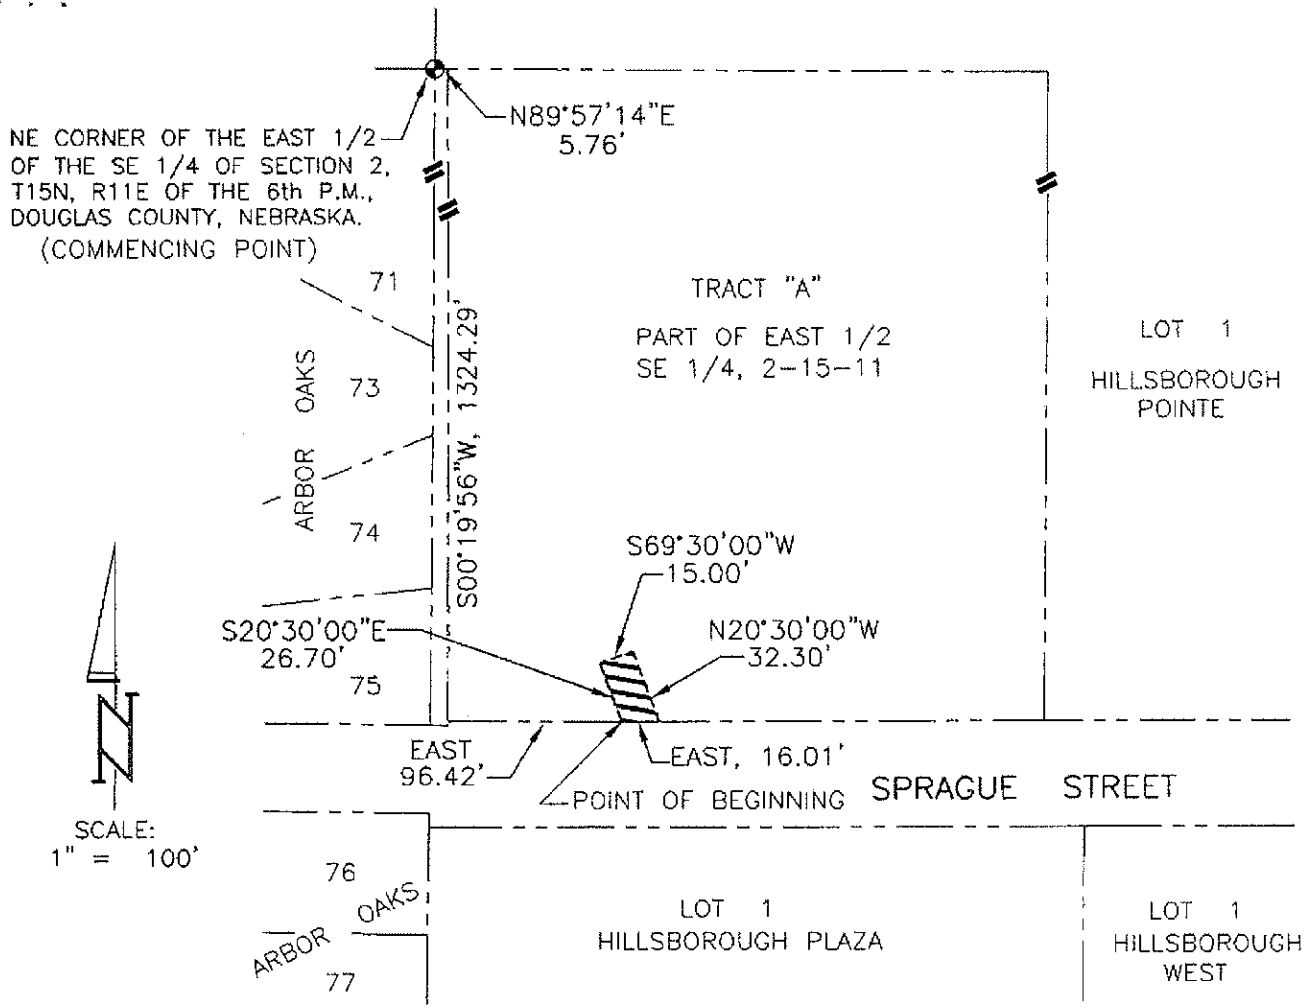 N89°57'14"E
5.76'
NE CORNER OF THE EAST 1/2
OF THE SE 1/4 OF SECTION 2,
T15N, R11E OF THE 6th P.M.,
DOUGLAS COUNTY, NEBRASKA.
(COMMENCING POINT)
71
73
74
75
ARBOR OAKS
S00°19'56"W, 1324.29'
TRACT "A"
PART OF EAST 1/2
SE 1/4, 2-15-11
LOT 1
HILLSBOROUGH
POINTE
S69°30'00"W
15.00'
S20°30'00"E
26.70'
N20°30'00"W
32.30'
EAST
96.42'
EAST, 16.01'
POINT OF BEGINNING
SPRAGUE STREET
N
SCALE:
1" = 100'
76
ARBOR OAKS
77
LOT 1
HILLSBOROUGH PLAZA
LOT 1
HILLSBOROUGH
WEST